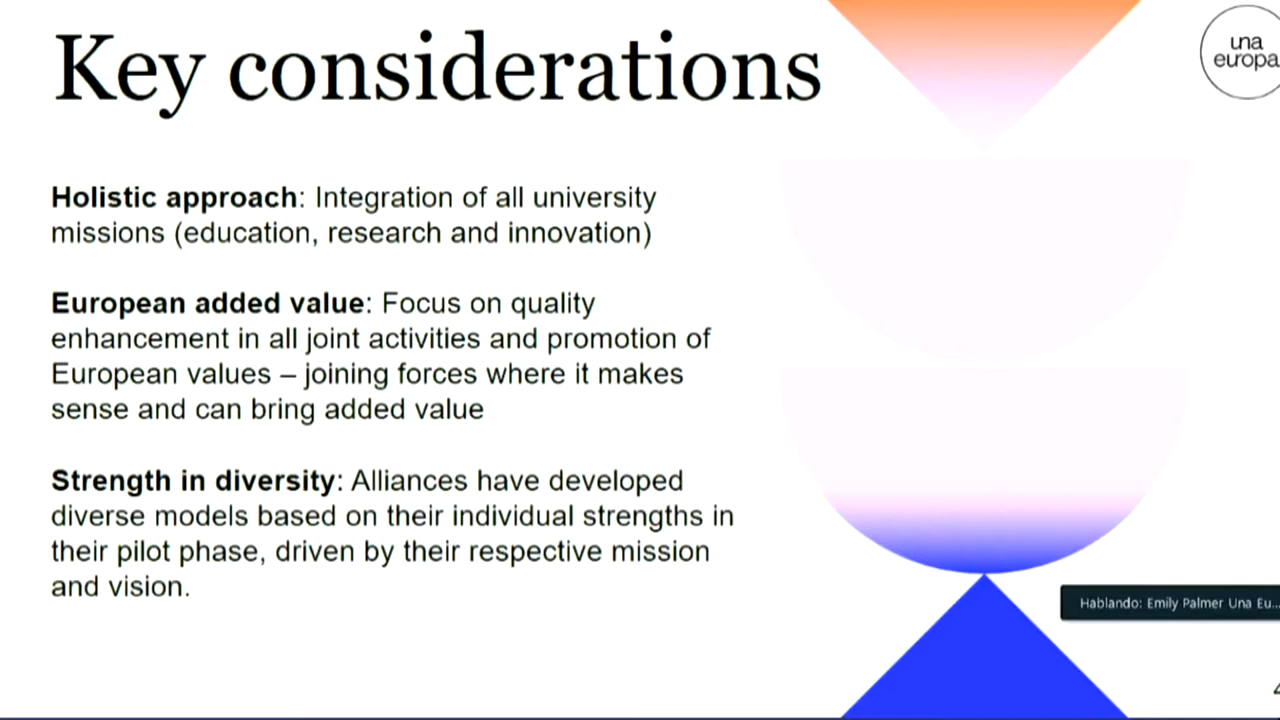 Key considerations
una
europa
Holistic approach: Integration of all university
missions (education, research and innovation)
European added value: Focus on quality
enhancement in all joint activities and promotion of
European values – joining forces where it makes
sense and can bring added value
Strength in diversity: Alliances have developed
diverse models based on their individual strengths in
their pilot phase, driven by their respective mission
and vision.
Hablando: Emily Palmer Una Eu...